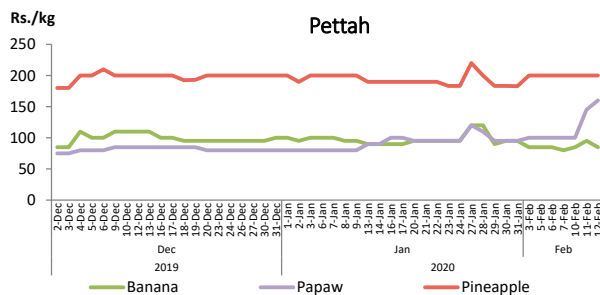 Rs./kg
Pettah
250
200
150
100
50
0
2-Dec
3-Dec
4-Dec
5-Dec
6-Dec
9-Dec
10-Dec
11-Dec
13-Dec
16-Dec
17-Dec
18-Dec
19-Dec
20-Dec
23-Dec
24-Dec
26-Dec
27-Dec
30-Dec
31-Dec
1-Jan
2-Jan
3-Jan
6-Jan
7-Jan
8-Jan
9-Jan
13-Jan
14-Jan
16-Jan
17-Jan
20-Jan
21-Jan
22-Jan
23-Jan
24-Jan
27-Jan
28-Jan
29-Jan
30-Jan
31-Jan
3-Feb
5-Feb
6-Feb
7-Feb
10-Feb
11-Feb
12-Feb
Dec Jan Feb
2019 2020
Banana Papaw Pineapple